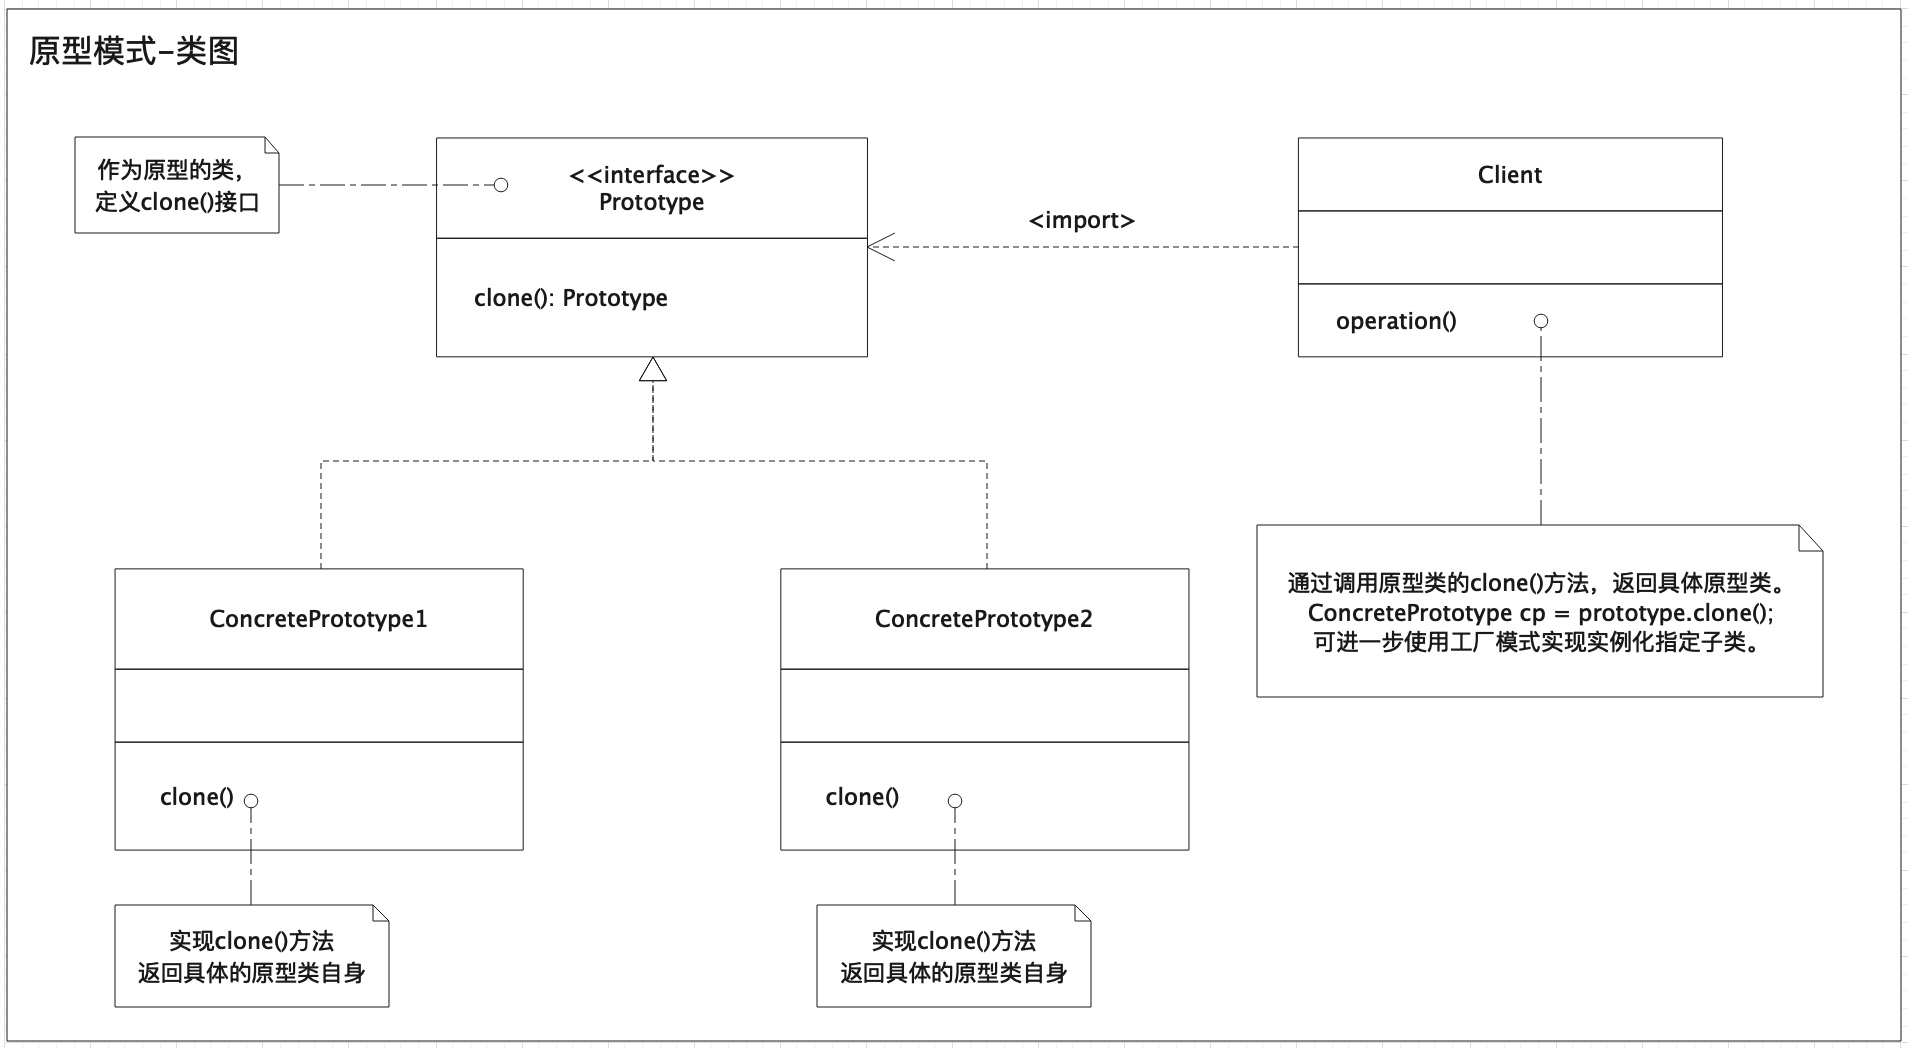 原型模式-类图
作为原型的类，
定义clone()接口
<<interface>>
Prototype
clone(): Prototype
<import>
Client
operation()
ConcretePrototype1
clone()
实现clone()方法
返回具体的原型类自身
ConcretePrototype2
clone()
实现clone()方法
返回具体的原型类自身
通过调用原型类的clone()方法，返回具体原型类。
ConcretePrototype cp = prototype.clone();
可进一步使用工厂模式实现实例化指定子类。